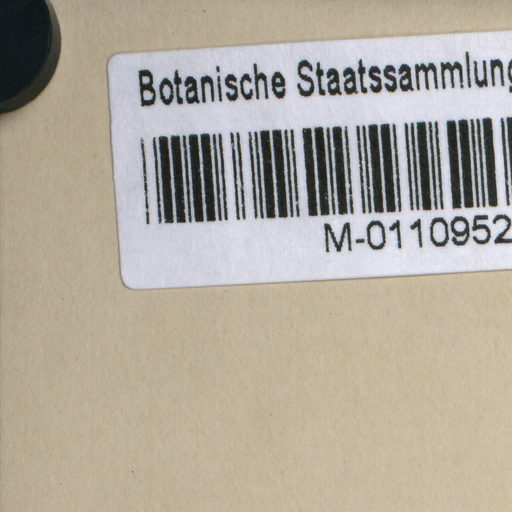 Botanische Staatssammlung
M-0110952